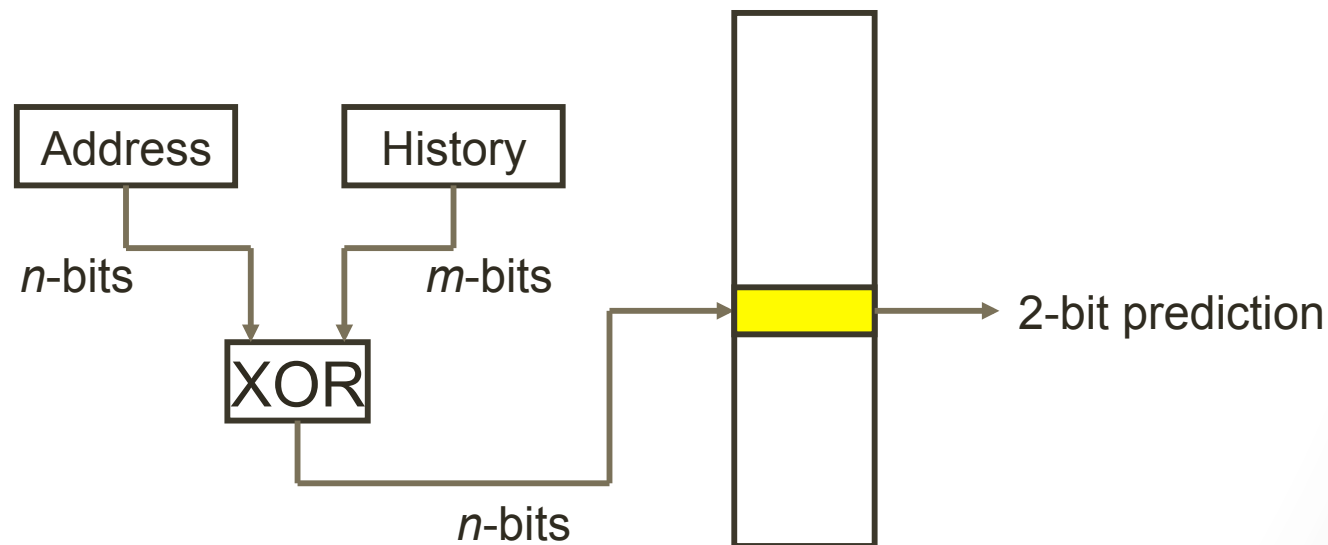 Address
History
n-bits
m-bits
XOR
2-bit prediction
n-bits